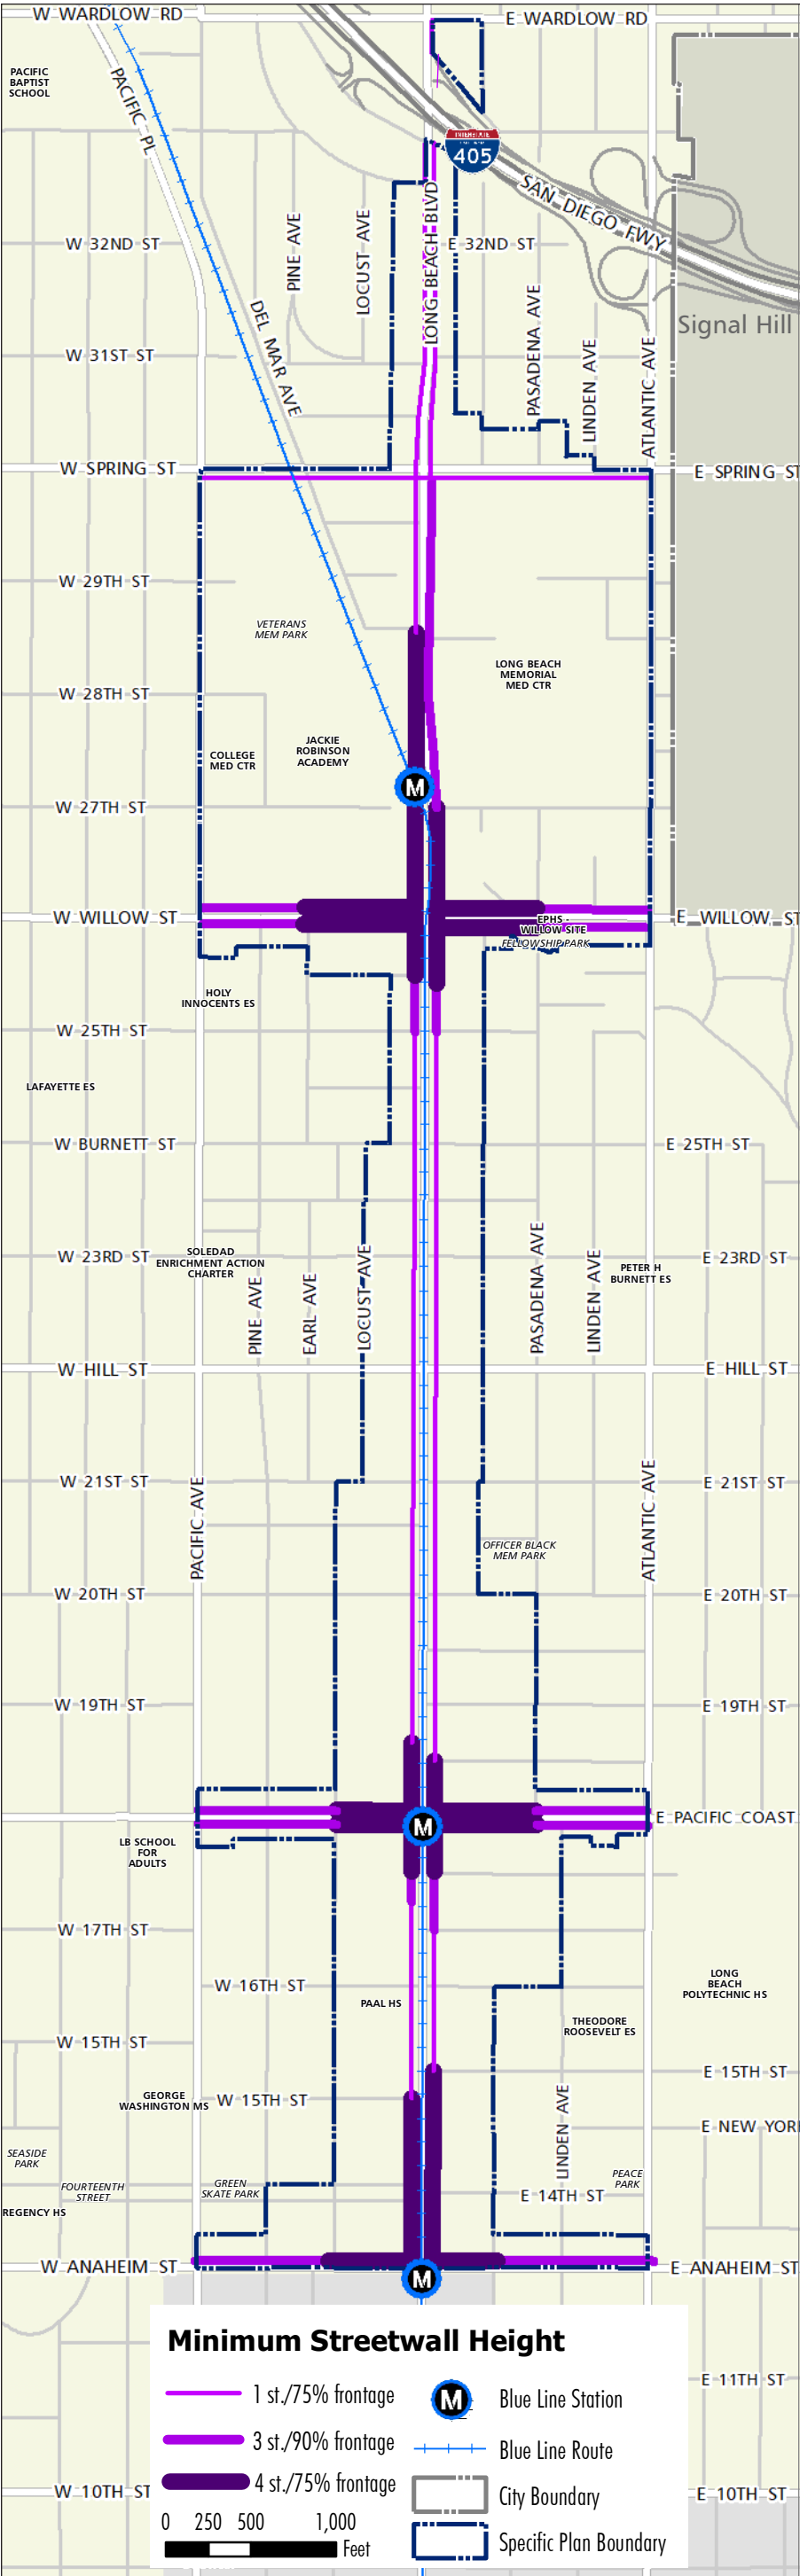 W WARDLOW RD
E WARDLOW RD
PACIFIC
BAPTIST
SCHOOL
PACIFIC PL
INTERSTATE
405
SAN DIEGO FWY
W 32ND ST
PINE AVE
LOCUST AVE
LONG BEACH BLVD
E 32ND ST
Signal Hill
DEL MAR AVE
PASADENA AVE
LINDEN AVE
ATLANTIC AVE
W 31ST ST
W SPRING ST
E SPRING ST
W 29TH ST
VETERANS
MEM PARK
LONG BEACH
MEMORIAL
MED CTR
W 28TH ST
COLLEGE
MED CTR
JACKIE
ROBINSON
ACADEMY
M
W 27TH ST
W WILLOW ST
E WILLOW ST
EPHS -
WILLOW SITE
FELLOWSHIP PARK
HOLY
INNOCENTS ES
W 25TH ST
LAFAYETTE ES
W BURNETT ST
E 25TH ST
W 23RD ST
SOLEDAD
ENRICHMENT ACTION
CHARTER
PINE AVE
EARL AVE
LOCUST AVE
PASADENA AVE
LINDEN AVE
E 23RD ST
PETER H
BURNETT ES
W HILL ST
E HILL ST
W 21ST ST
E 21ST ST
PACIFIC AVE
ATLANTIC AVE
OFFICER BLACK
MEM PARK
W 20TH ST
E 20TH ST
W 19TH ST
E 19TH ST
M
E PACIFIC COAST
LB SCHOOL
FOR
ADULTS
W 17TH ST
W 16TH ST
PAAL HS
LONG
BEACH
POLYTECHNIC HS
THEODORE
ROOSEVELT ES
W 15TH ST
E 15TH ST
GEORGE
WASHINGTON MS
W 15TH ST
LINDEN AVE
E NEW YOR
SEASIDE
PARK
FOURTEENTH
STREET
GREEN
SKATE PARK
PEACE
PARK
E 14TH ST
REGENCY HS
W ANAHEIM ST
E ANAHEIM ST
M
Minimum Streetwall Height
1 st./75% frontage
3 st./90% frontage
4 st./75% frontage
M
Blue Line Station
Blue Line Route
City Boundary
Specific Plan Boundary
0 250 500 1,000
Feet
E 11TH ST
W 10TH ST
E 10TH ST